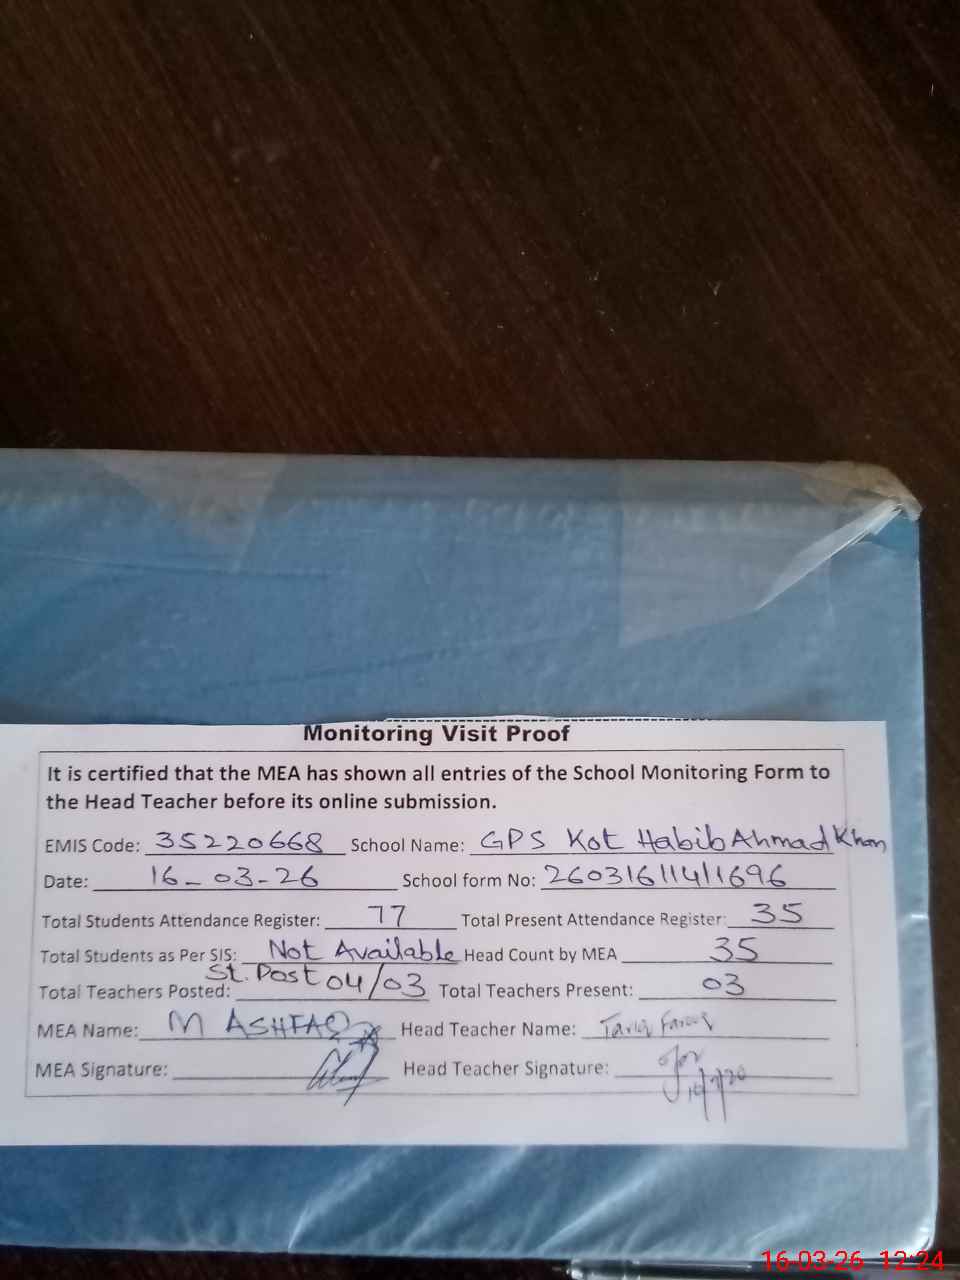 Monitoring Visit Proof
It is certified that the MEA has shown all entries of the School Monitoring Form to
the Head Teacher before its online submission.
EMIS Code: 35220668 School Name: GPS Kot Habib Ahmad Khan
Date: 16-03-26 School form No: 26031611411696
Total Students Attendance Register: 77 Total Present Attendance Register: 35
Total Students as Per SIS: Not Available Head Count by MEA 35
Total Teachers Posted: St. Post 04/03 Total Teachers Present: 03
MEA Name: M ASHFAQ Head Teacher Name: Tariq Farooq
MEA Signature: Head Teacher Signature:
16-03-26 12:24